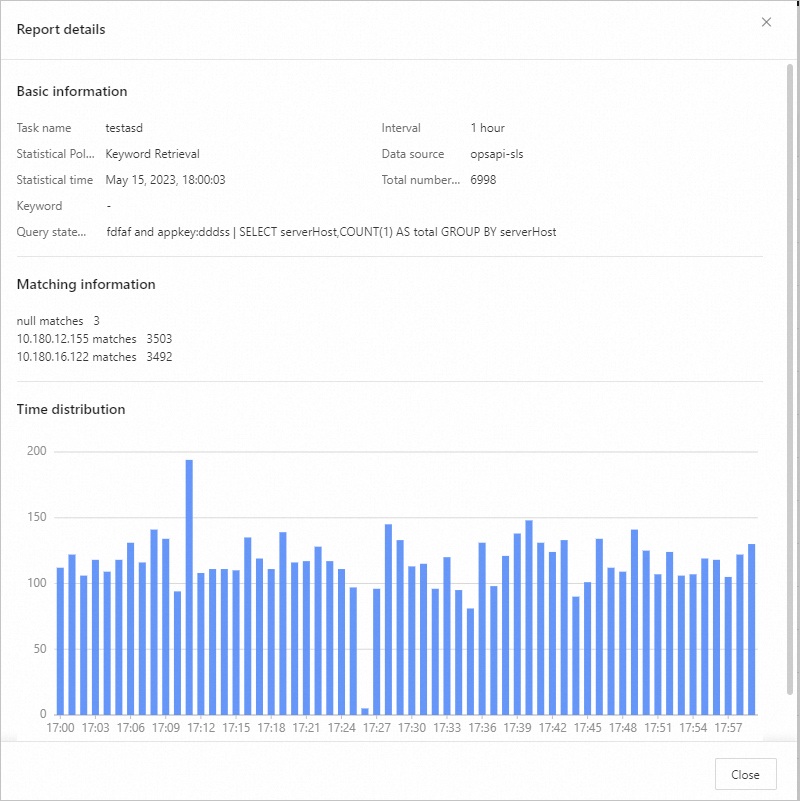 Report details
Basic information
Task name testasd Interval 1 hour
Statistical Pol... Keyword Retrieval Data source opsapi-sls
Statistical time May 15, 2023, 18:00:03 Total number... 6998
Keyword -
Query state... fdfaf and appkey:dddss | SELECT serverHost,COUNT(1) AS total GROUP BY serverHost
Matching information
null matches 3
10.180.12.155 matches 3503
10.180.16.122 matches 3492
Time distribution
200
150
100
50
0
17:00 17:03 17:06 17:09 17:12 17:15 17:18 17:21 17:24 17:27 17:30 17:33 17:36 17:39 17:42 17:45 17:48 17:51 17:54 17:57
Close